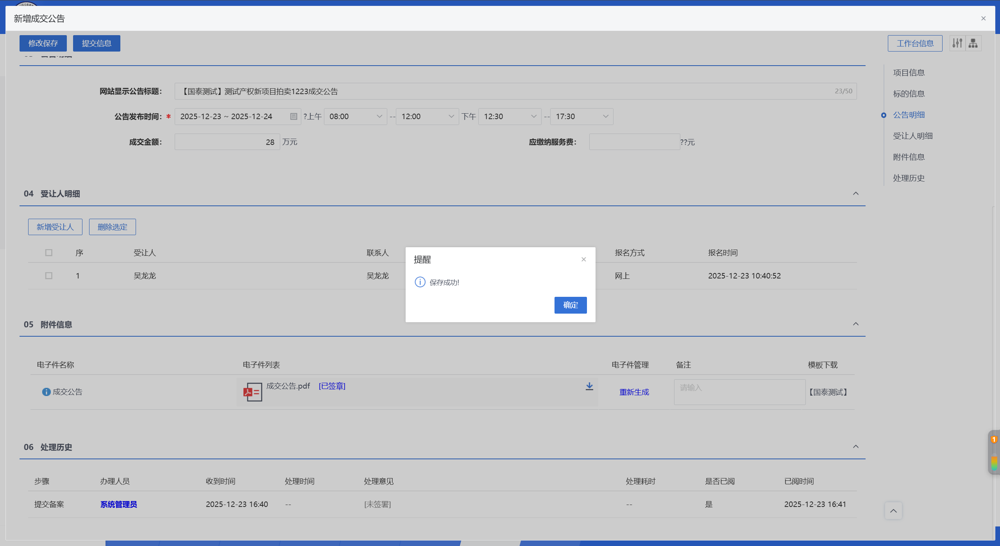 新增成交公告
修改保存 提交信息 工作台信息
网站显示公告标题： 【国泰测试】测试产权新项目拍卖1223成交公告 23/50
公告发布时间： * 2025-12-23 ~ 2025-12-24 ?上午 08:00 -- 12:00 下午 12:30 -- 17:30
成交金额： 28 万元 应缴纳服务费： ??元
项目信息
标的信息
公告明细
受让人明细
附件信息
处理历史
04 受让人明细
新增受让人 删除选定
序 受让人 联系人 报名方式 报名时间
1 吴龙龙 吴龙龙 网上 2025-12-23 10:40:52
提醒
保存成功!
确定
05 附件信息
电子件名称 电子件列表 电子件管理 备注 模板下载
成交公告 成交公告.pdf [已签章] 重新生成 请输入 【国泰测试】
06 处理历史
步骤 办理人员 收到时间 处理时间 处理意见 处理耗时 是否已阅 已阅时间
提交备案 系统管理员 2025-12-23 16:40 -- [未签署] -- 是 2025-12-23 16:41
1